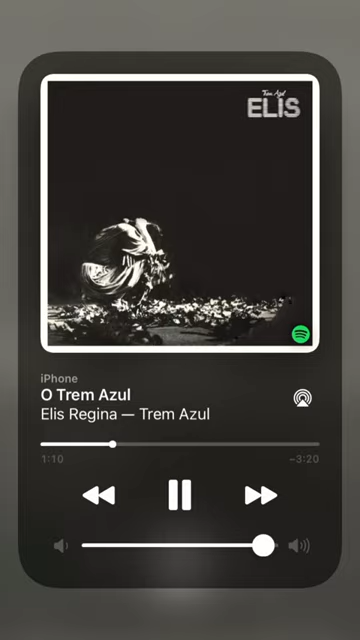 Trem Azul
ELIS
iPhone
O Trem Azul
Elis Regina — Trem Azul
1:10
−3:20